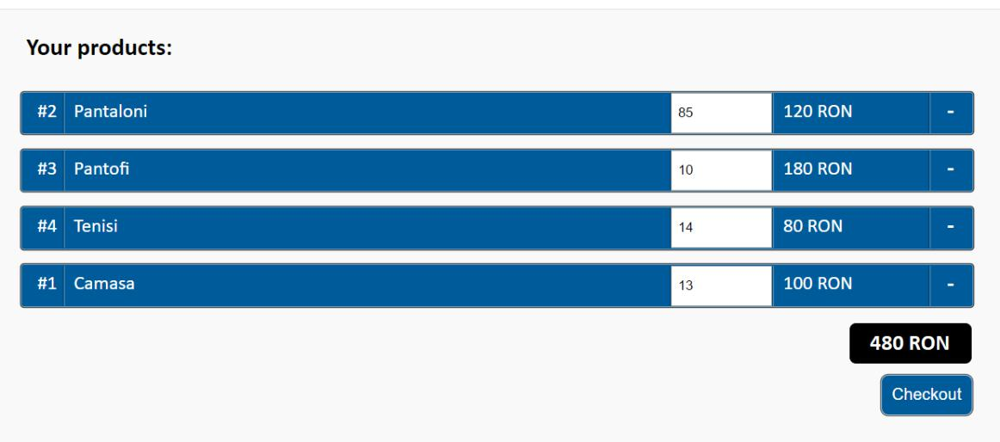 Your products:
#2 Pantaloni 85 120 RON -
#3 Pantofi 10 180 RON -
#4 Tenisi 14 80 RON -
#1 Camasa 13 100 RON -
480 RON
Checkout